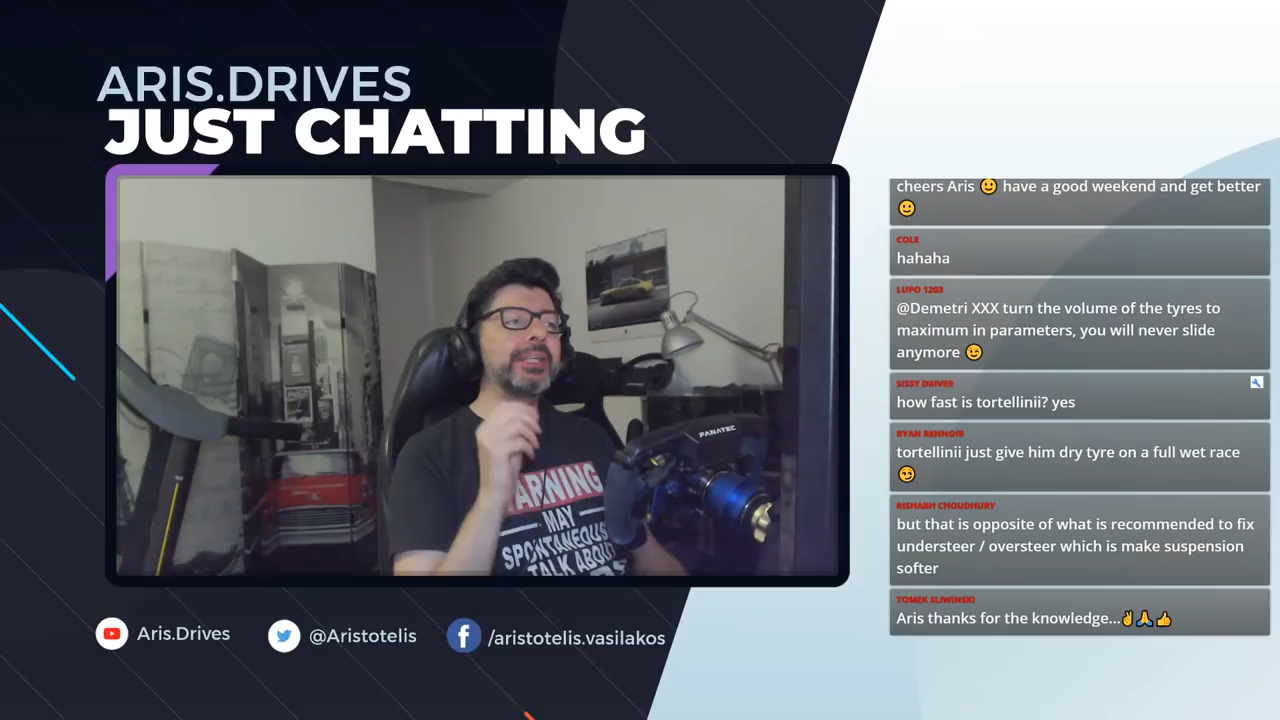 ARIS.DRIVES
JUST CHATTING
FANATEC
WARNING
MAY
SPONTANEOUS
TALK ABOU
Aris.Drives
@Aristotelis
/aristotelis.vasilakos
cheers Aris 🙂 have a good weekend and get better
🙂
COLE
hahaha
LUPO 1203
@Demetri XXX turn the volume of the tyres to
maximum in parameters, you will never slide
anymore 😉
SISSY DRIVER
how fast is tortellinii? yes
RYAN RENNOIR
tortellinii just give him dry tyre on a full wet race
😏
RISHABH CHOUDHURY
but that is opposite of what is recommended to fix
understeer / oversteer which is make suspension
softer
TOMEK SLIWINSKI
Aris thanks for the knowledge...✌🙏👍